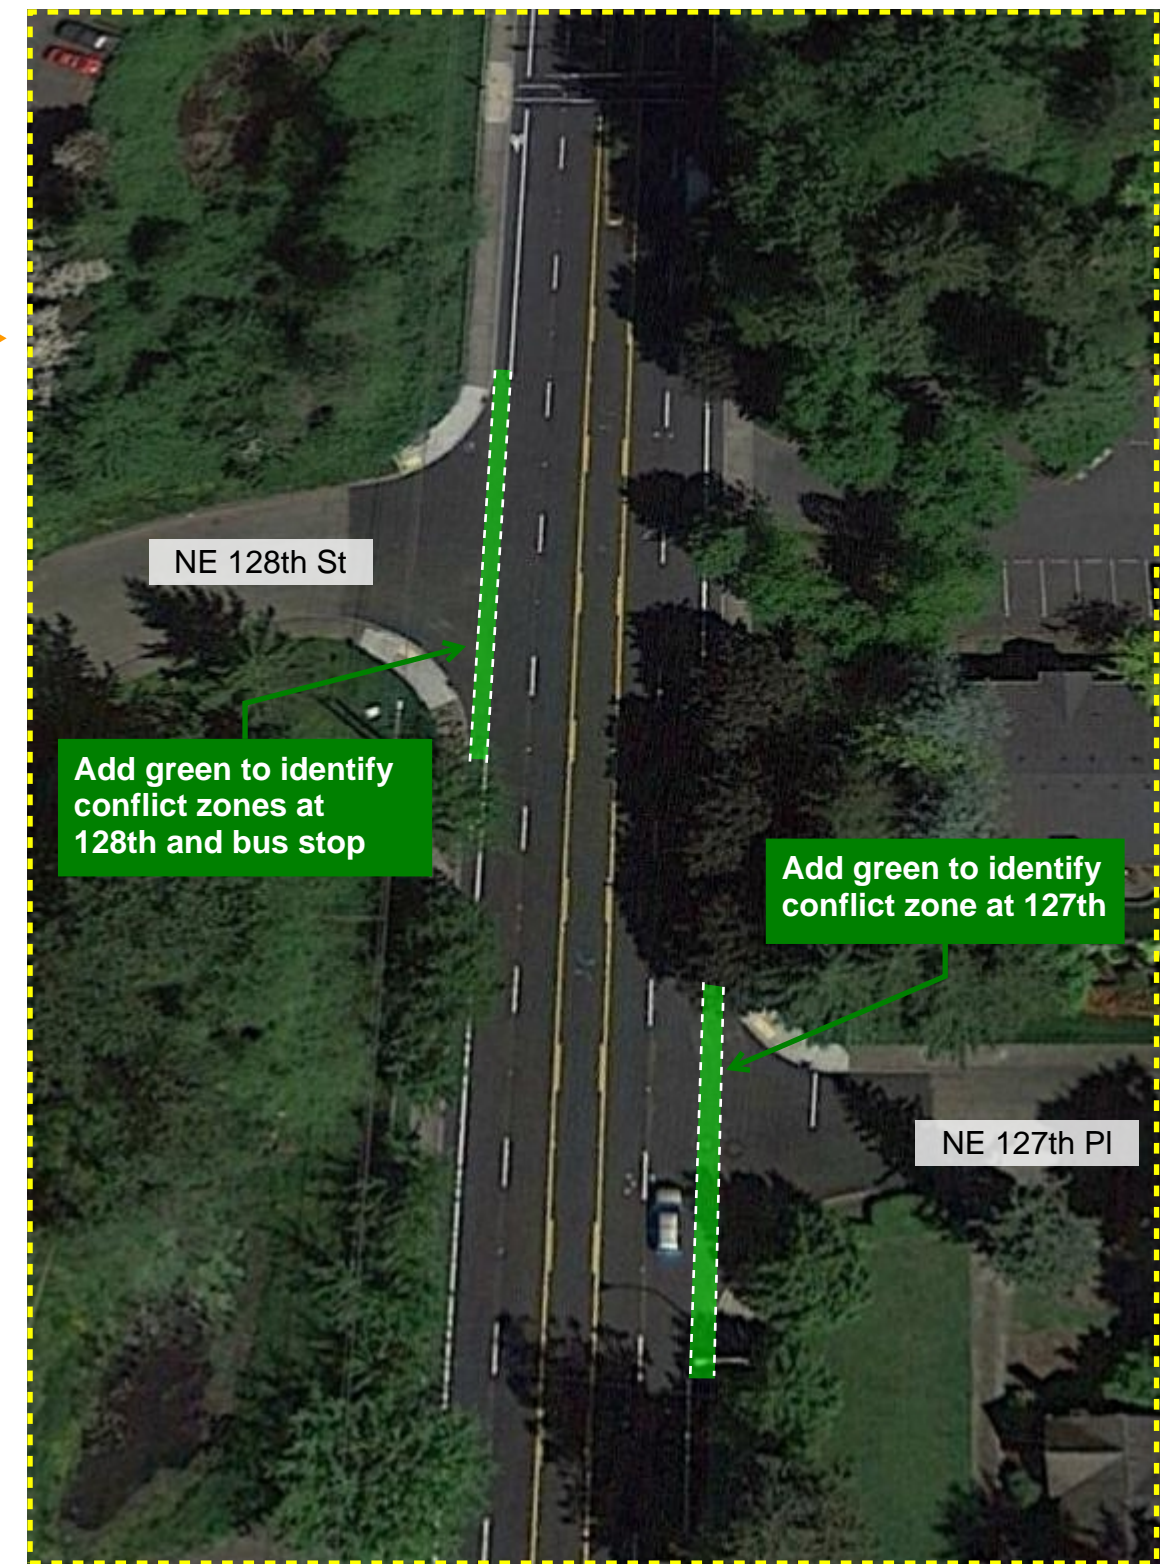 NE 128th St
Add green to identify
conflict zones at
128th and bus stop
Add green to identify
conflict zone at 127th
NE 127th Pl